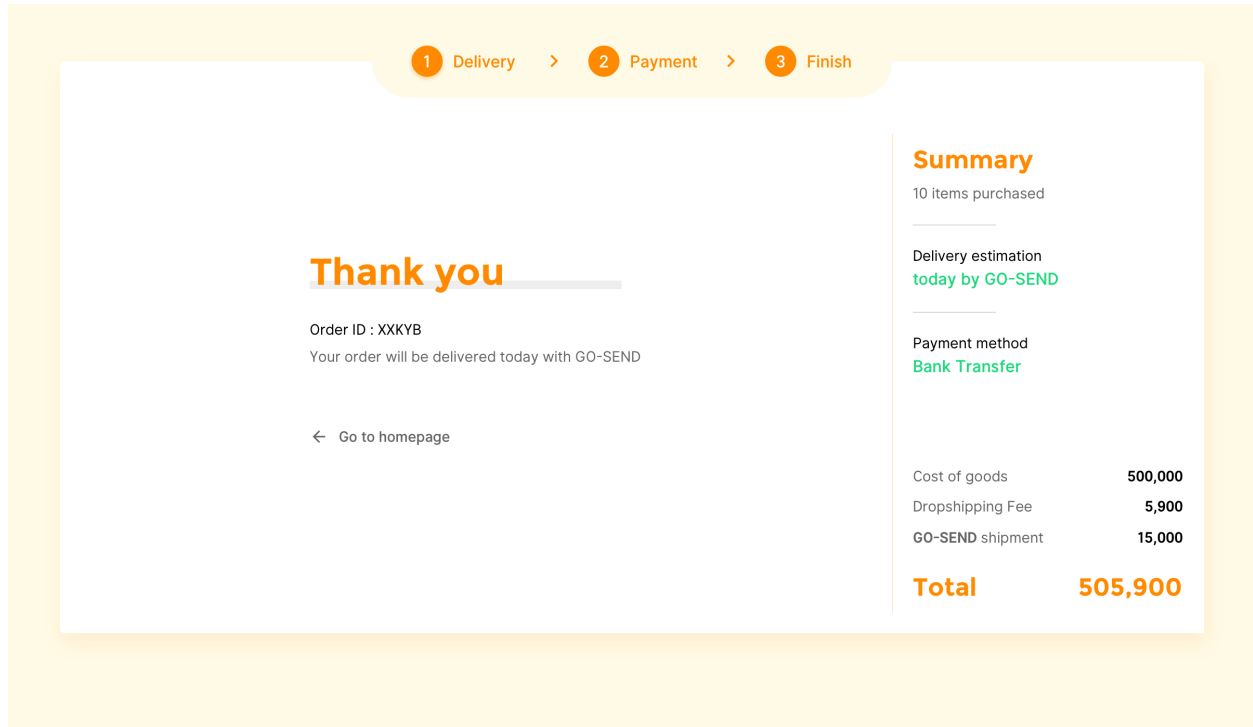 1 Delivery > 2 Payment > 3 Finish
Thank you
Order ID : XXKYB
Your order will be delivered today with GO-SEND
← Go to homepage
Summary
10 items purchased
Delivery estimation
today by GO-SEND
Payment method
Bank Transfer
Cost of goods 500,000
Dropshipping Fee 5,900
GO-SEND shipment 15,000
Total 505,900